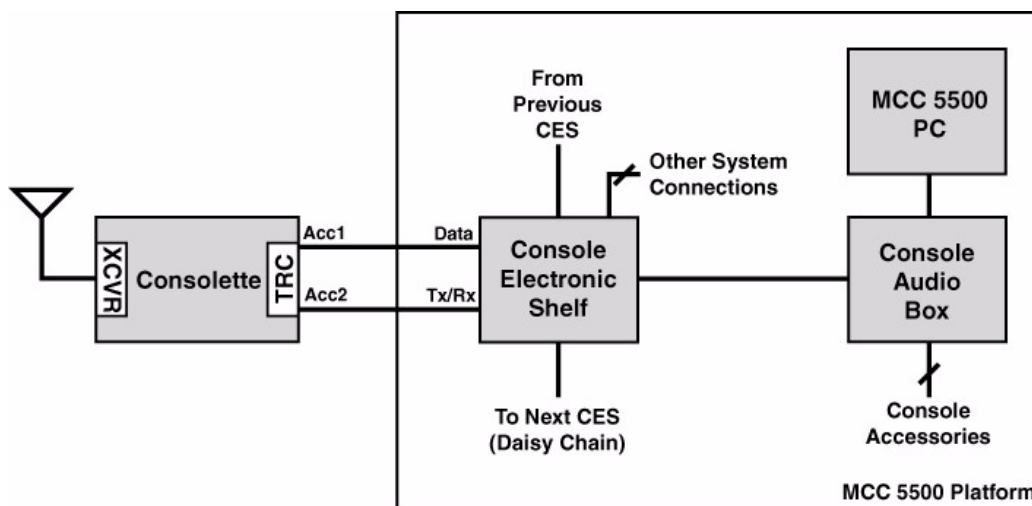 From
Previous
CES
MCC 5500
PC
Other System
Connections
XCVR
Consolette
TRC
Acc1
Data
Acc2
Tx/Rx
Console
Electronic
Shelf
Console
Audio
Box
To Next CES
(Daisy Chain)
Console
Accessories
MCC 5500 Platform